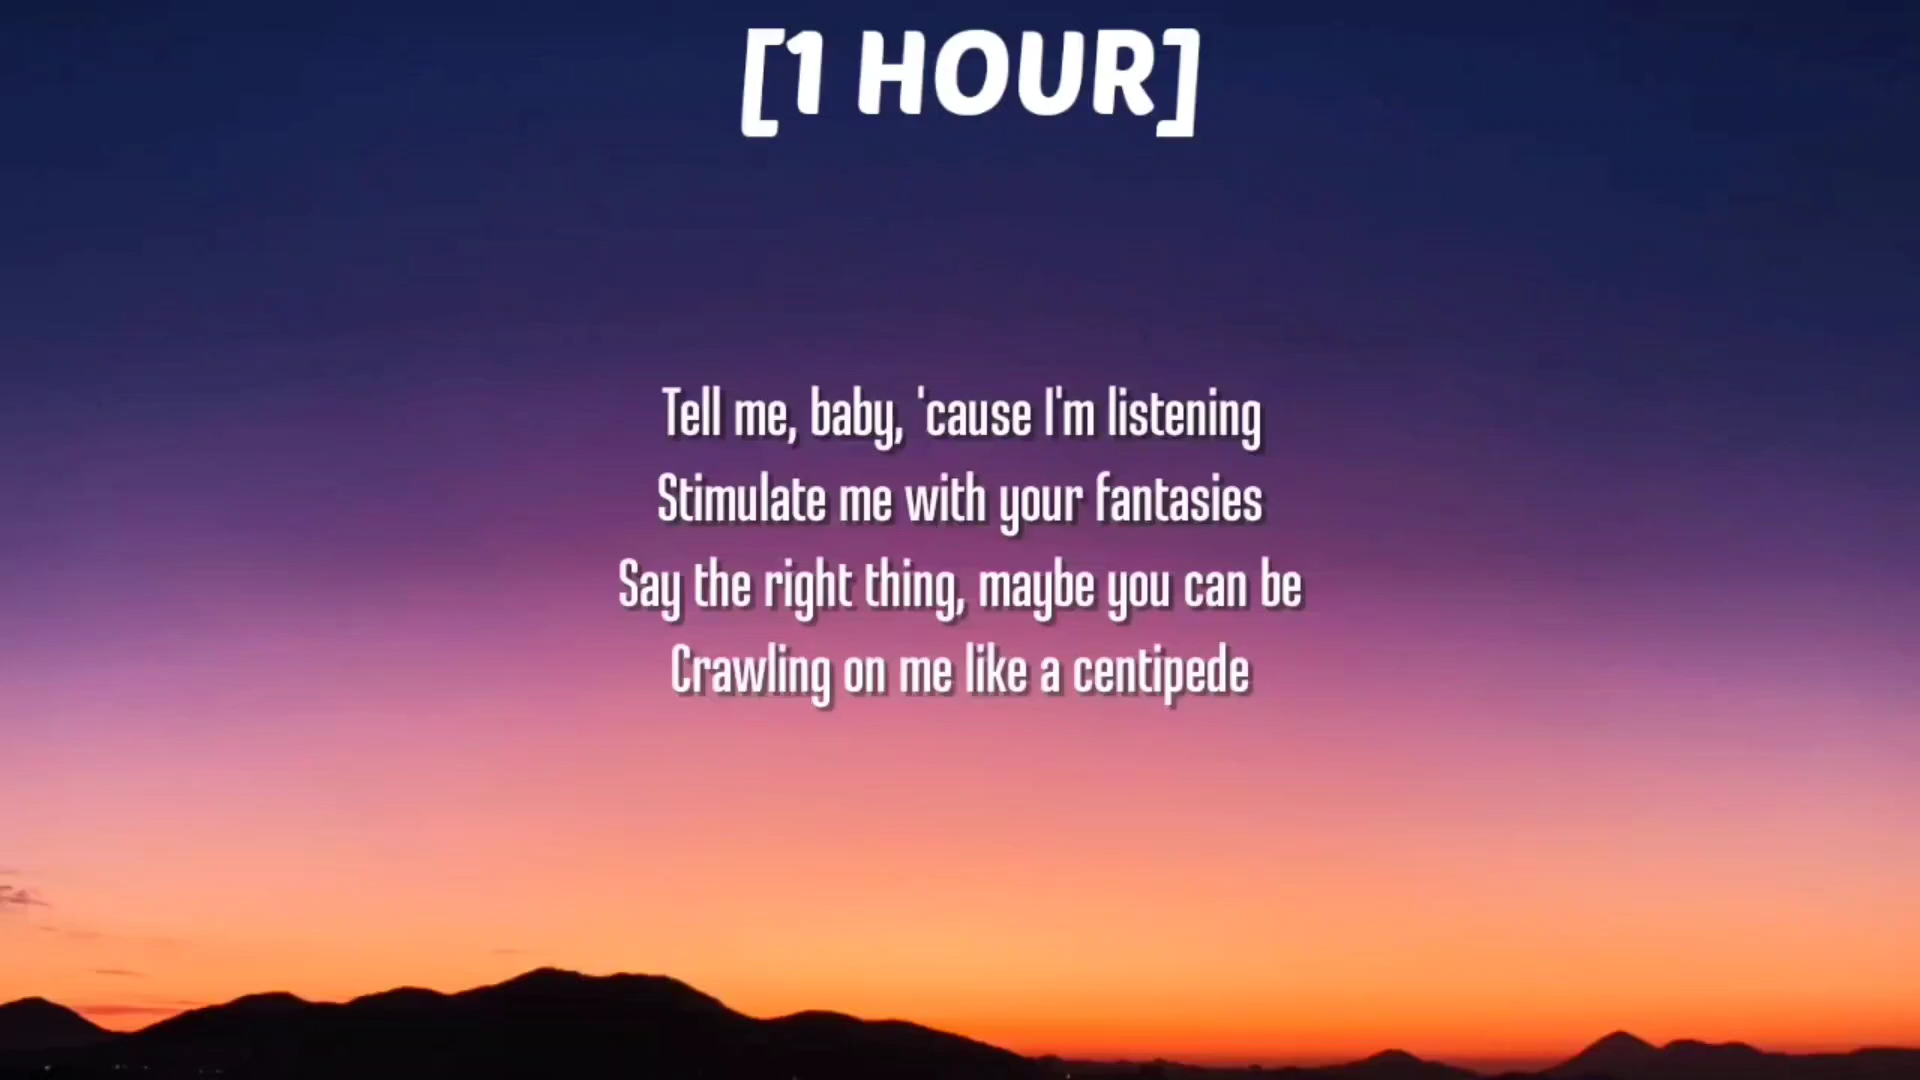 [1 HOUR]
Tell me, baby, 'cause I'm listening
Stimulate me with your fantasies
Say the right thing, maybe you can be
Crawling on me like a centipede